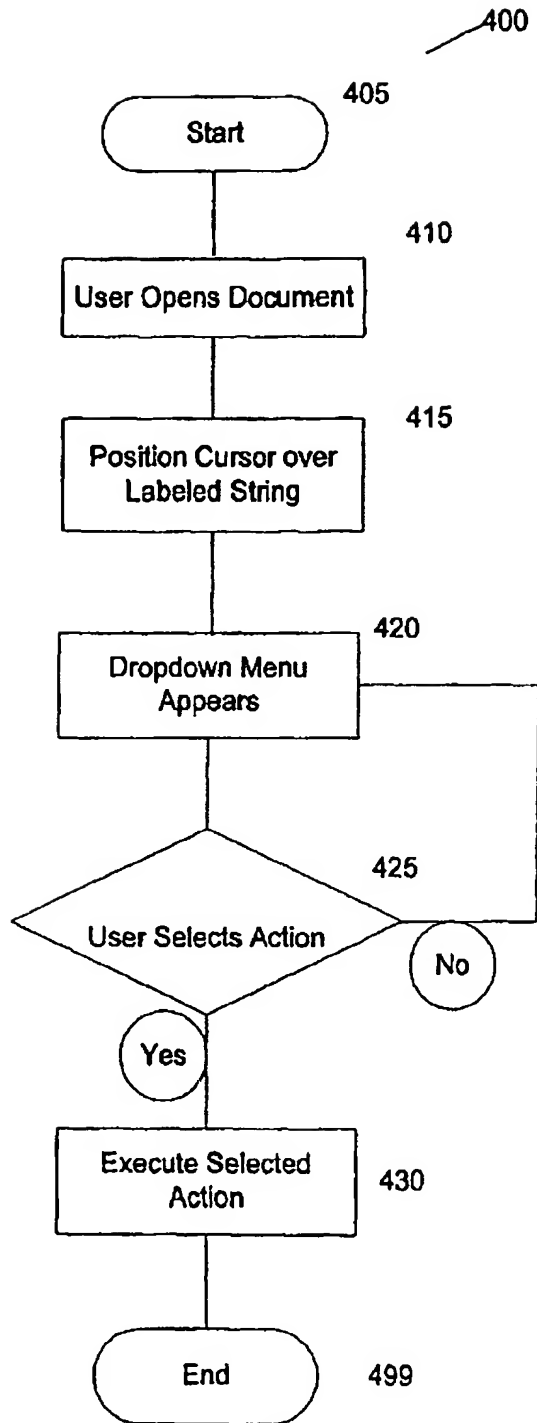 400
405
Start
410
User Opens Document
415
Position Cursor over
Labeled String
420
Dropdown Menu
Appears
425
User Selects Action
No
Yes
Execute Selected
Action
430
End
499